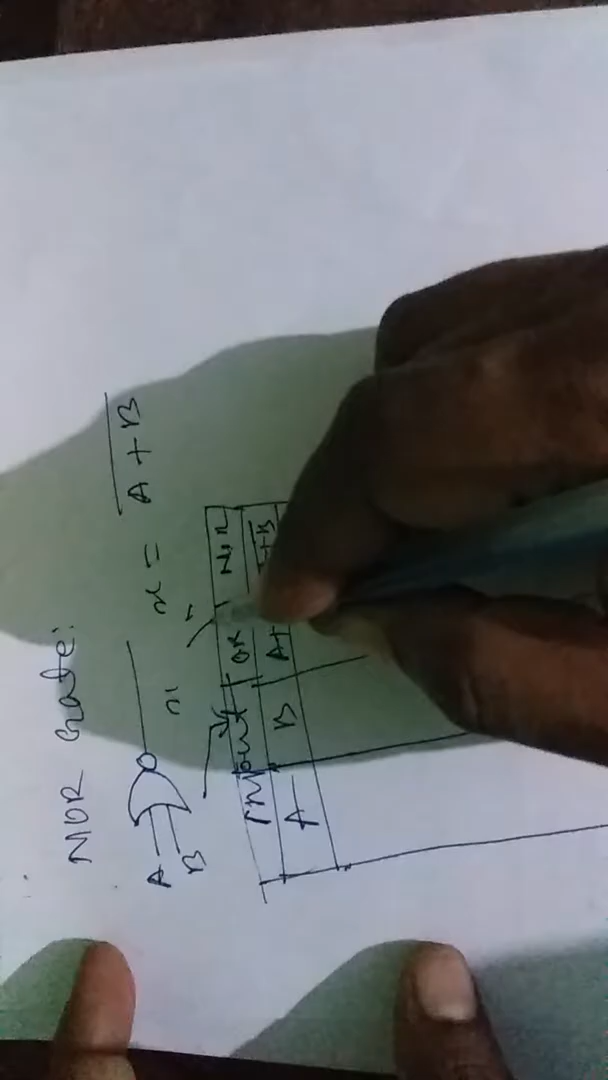 NOR Gate:
A
B
x
x = A̅ ̅+̅ ̅B̅
Input OR NOR
A B A+